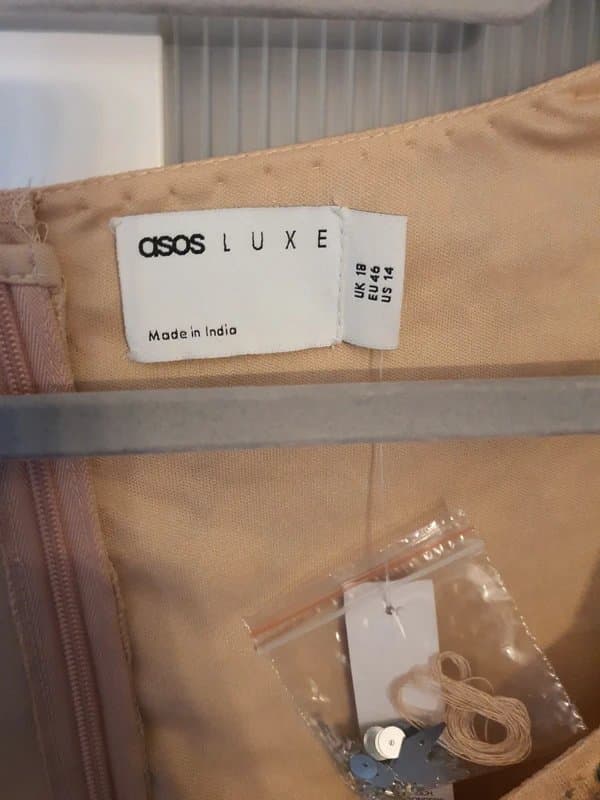 asos LUXE
Made in India
UK 18
EU 46
US 14